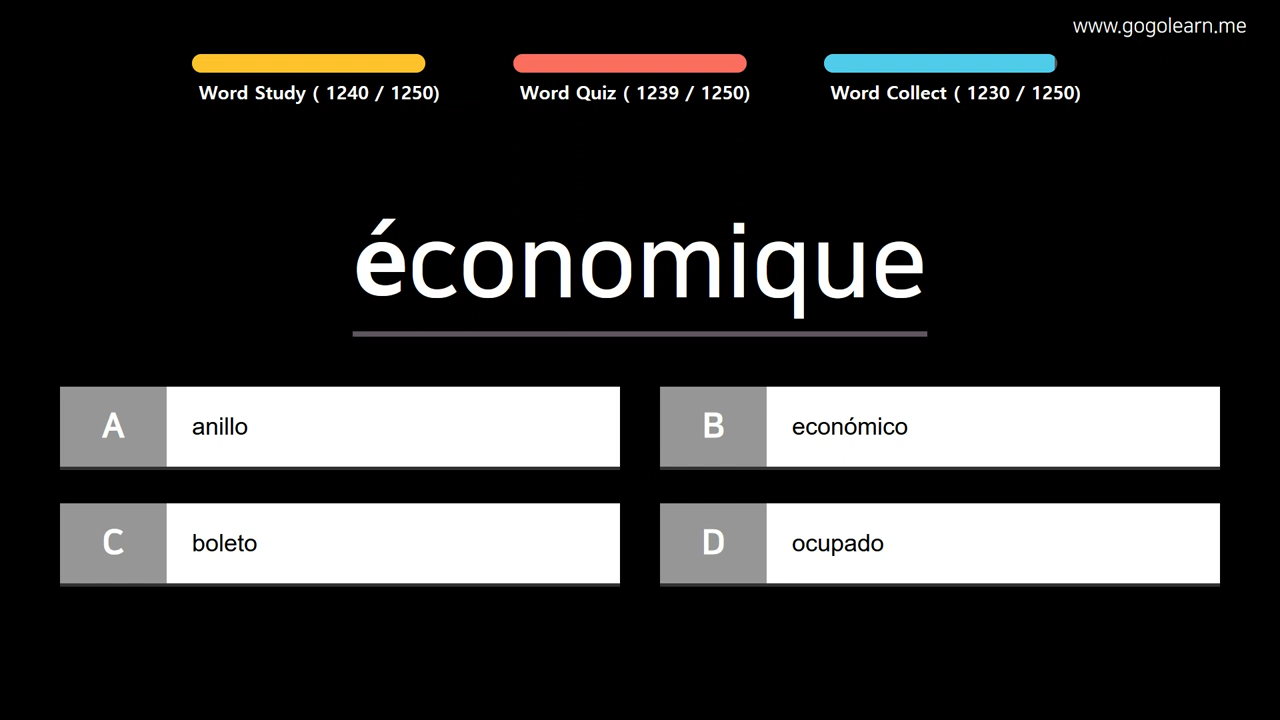 www.gogolearn.me
Word Study ( 1240 / 1250)
Word Quiz ( 1239 / 1250)
Word Collect ( 1230 / 1250)
économique
A anillo
B económico
C boleto
D ocupado